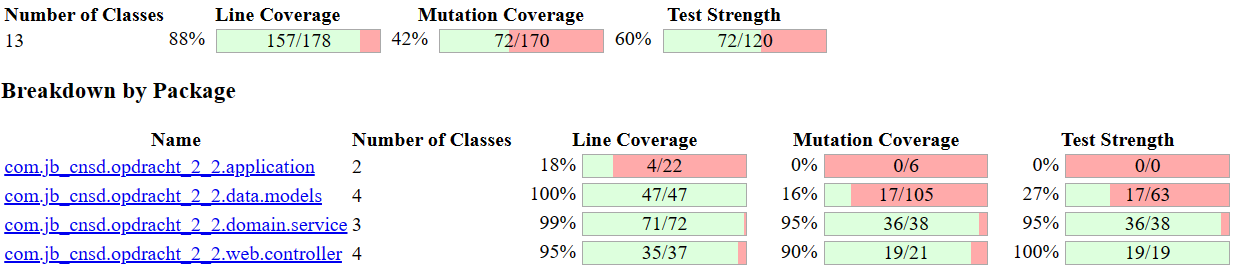 Number of Classes Line Coverage Mutation Coverage Test Strength
13 88% 157/178 42% 72/170 60% 72/120
Breakdown by Package
Name Number of Classes Line Coverage Mutation Coverage Test Strength
com.jb_cnsd.opdracht_2_2.application 2 18% 4/22 0% 0/6 0% 0/0
com.jb_cnsd.opdracht_2_2.data.models 4 100% 47/47 16% 17/105 27% 17/63
com.jb_cnsd.opdracht_2_2.domain.service 3 99% 71/72 95% 36/38 95% 36/38
com.jb_cnsd.opdracht_2_2.web.controller 4 95% 35/37 90% 19/21 100% 19/19